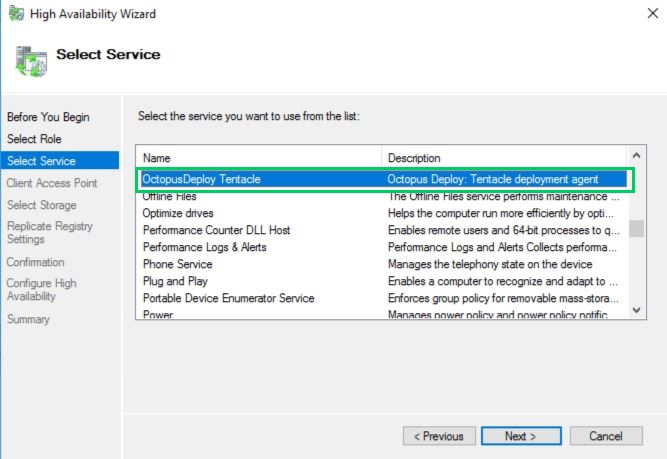 High Availability Wizard
Select Service
Before You Begin
Select Role
Select Service
Client Access Point
Select Storage
Replicate Registry
Settings
Confirmation
Configure High
Availability
Summary
Select the service you want to use from the list:
Name Description
OctopusDeploy Tentacle Octopus Deploy: Tentacle deployment agent
Offline Files The Offline Files service performs maintenance ...
Optimize drives Helps the computer run more efficiently by opti...
Performance Counter DLL Host Enables remote users and 64-bit processes to q...
Performance Logs & Alerts Performance Logs and Alerts Collects performa...
Phone Service Manages the telephony state on the device
Plug and Play Enables a computer to recognize and adapt to ...
Portable Device Enumerator Service Enforces group policy for removable mass-stora...
Power Manages power policy and power policy notific
< Previous Next > Cancel